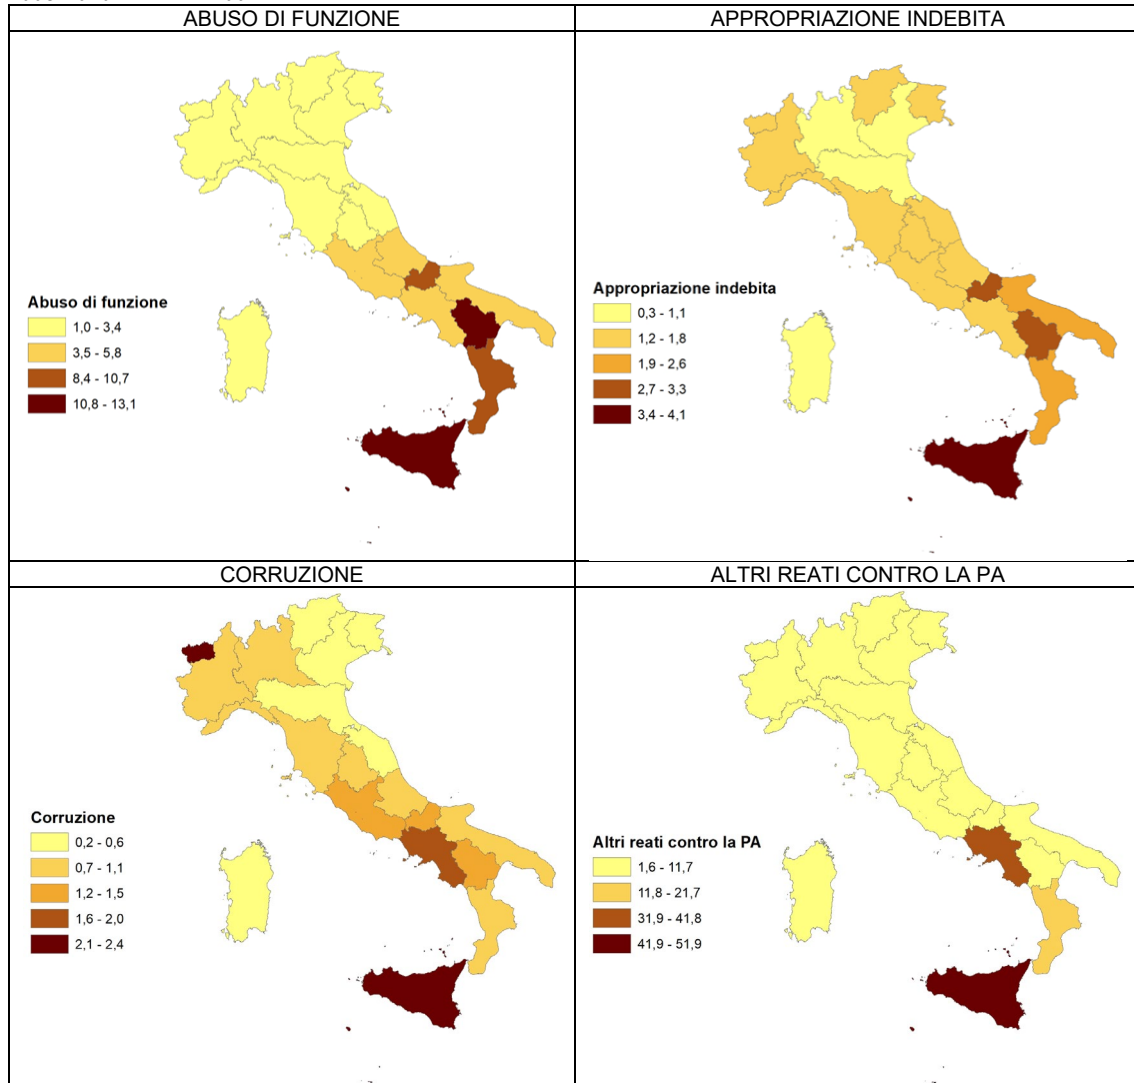 ABUSO DI FUNZIONE
APPROPRIAZIONE INDEBITA
Abuso di funzione
1,0 - 3,4
3,5 - 5,8
8,4 - 10,7
10,8 - 13,1
Appropriazione indebita
0,3 - 1,1
1,2 - 1,8
1,9 - 2,6
2,7 - 3,3
3,4 - 4,1
CORRUZIONE
ALTRI REATI CONTRO LA PA
Corruzione
0,2 - 0,6
0,7 - 1,1
1,2 - 1,5
1,6 - 2,0
2,1 - 2,4
Altri reati contro la PA
1,6 - 11,7
11,8 - 21,7
31,9 - 41,8
41,9 - 51,9